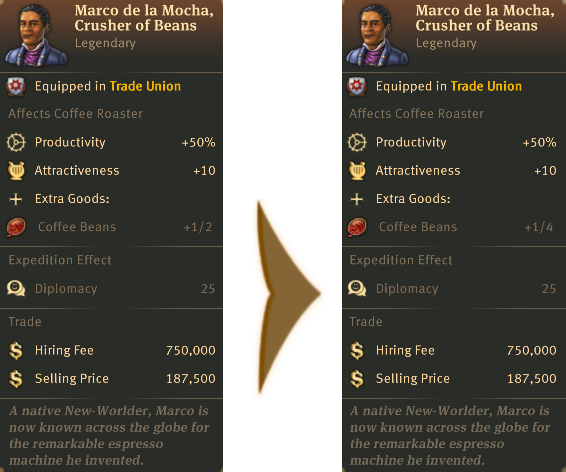 Marco de la Mocha,
Crusher of Beans
Legendary
Equipped in Trade Union
Affects Coffee Roaster
Productivity +50%
Attractiveness +10
Extra Goods:
Coffee Beans +1/2
Expedition Effect
Diplomacy 25
Trade
Hiring Fee 750,000
Selling Price 187,500
A native New-Worlder, Marco is
now known across the globe for
the remarkable espresso
machine he invented.
Marco de la Mocha,
Crusher of Beans
Legendary
Equipped in Trade Union
Affects Coffee Roaster
Productivity +50%
Attractiveness +10
Extra Goods:
Coffee Beans +1/4
Expedition Effect
Diplomacy 25
Trade
Hiring Fee 750,000
Selling Price 187,500
A native New-Worlder, Marco is
now known across the globe for
the remarkable espresso
machine he invented.